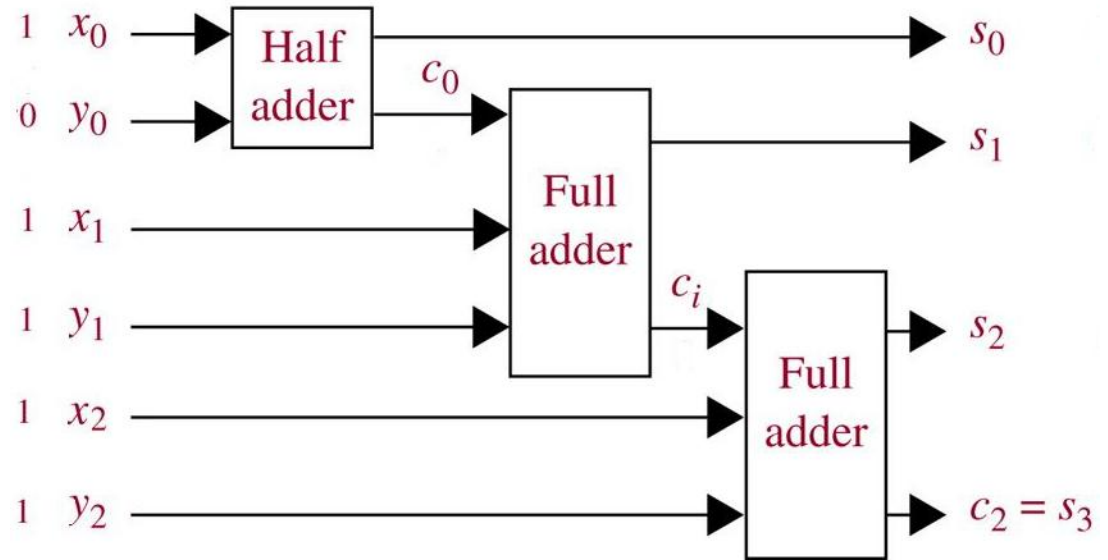 1 x₀
Half adder
s₀
c₀
0 y₀
s₁
Full adder
1 x₁
cᵢ
1 y₁
s₂
Full adder
1 x₂
1 y₂
c₂ = s₃